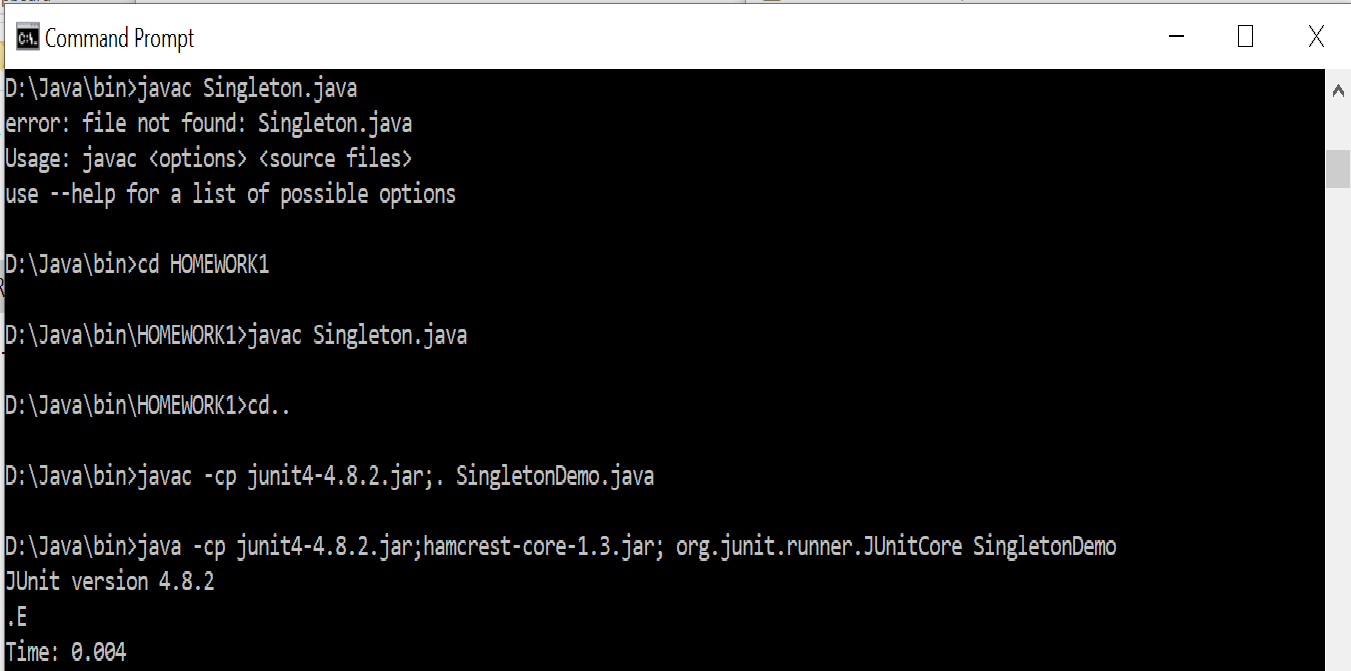 Command Prompt
D:\Java\bin>javac Singleton.java
error: file not found: Singleton.java
Usage: javac <options> <source files>
use --help for a list of possible options
D:\Java\bin>cd HOMEWORK1
D:\Java\bin\HOMEWORK1>javac Singleton.java
D:\Java\bin\HOMEWORK1>cd..
D:\Java\bin>javac -cp junit4-4.8.2.jar;. SingletonDemo.java
D:\Java\bin>java -cp junit4-4.8.2.jar;hamcrest-core-1.3.jar; org.junit.runner.JUnitCore SingletonDemo
JUnit version 4.8.2
.E
Time: 0.004